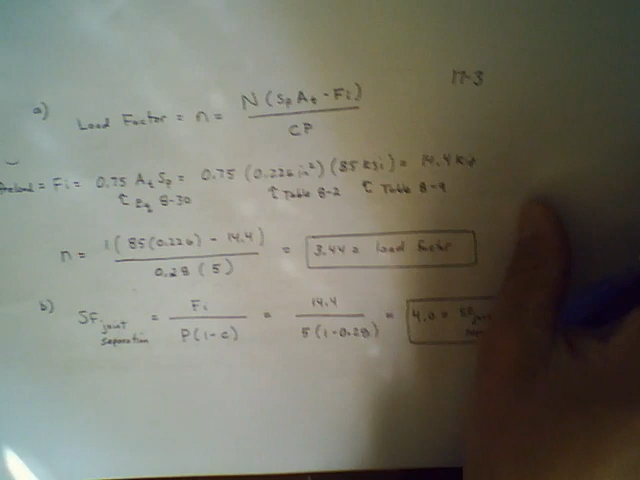 17-3
a) Load Factor = n = N(SpAt - Fi) / CP
Preload = Fi = 0.75 At Sp = 0.75 (0.226 in²)(85 ksi) = 14.4 kip
↑ Eq 8-30 ↑ Table 8-2 ↑ Table 8-9
n = 1(85(0.226) - 14.4) / 0.28(5) = 3.44 = load factor
b) SF joint separation = Fi / P(1-c) = 14.4 / 5(1-0.28) = 4.0 = SF